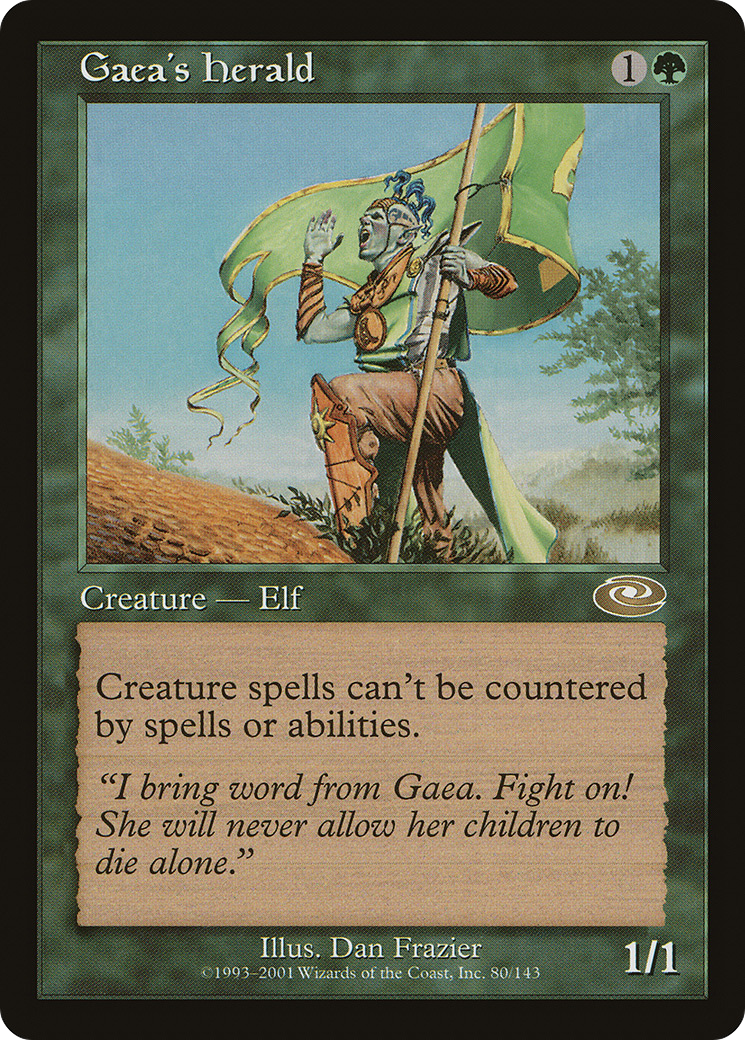 Gaea's Herald 1
Creature — Elf
Creature spells can't be countered
by spells or abilities.
“I bring word from Gaea. Fight on!
She will never allow her children to
die alone.”
Illus. Dan Frazier
©1993–2001 Wizards of the Coast, Inc. 80/143
1/1